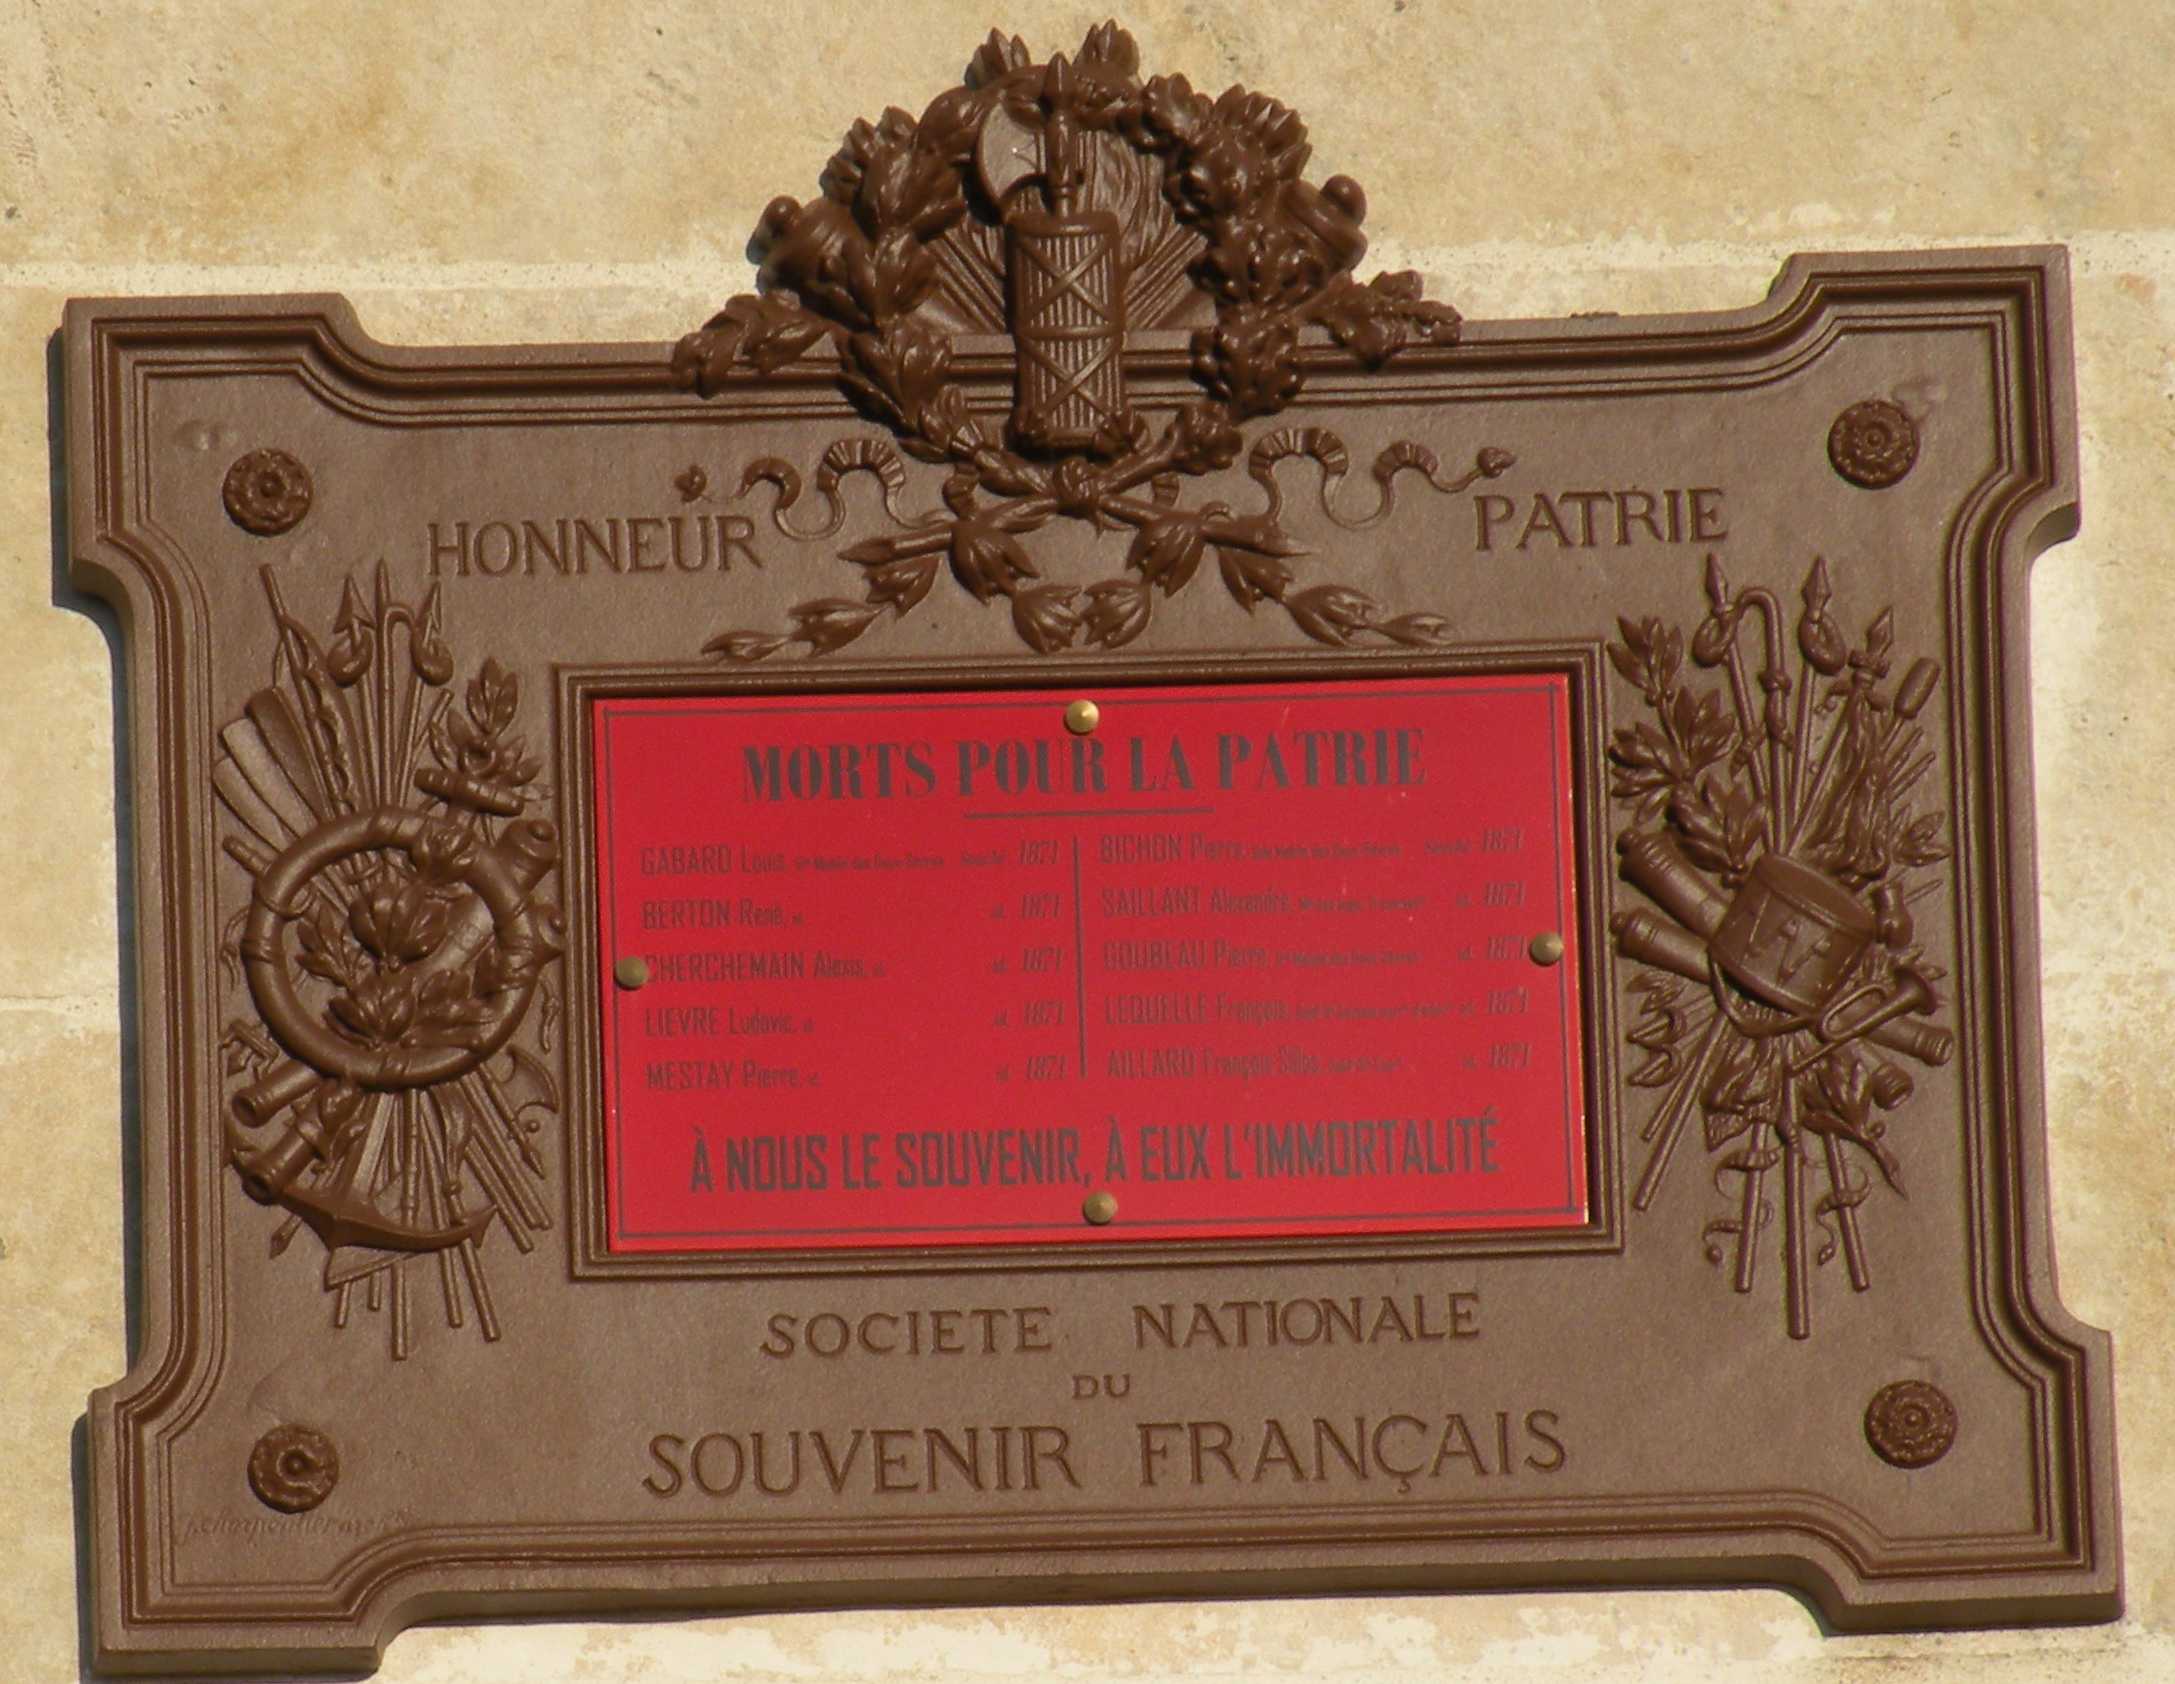 HONNEUR PATRIE
MORTS POUR LA PATRIE
GABARD Louis, 1871
BERTON René, id. id. 1871
CHERCHEMAIN Alexis, id. id. 1871
LIEVRE Ludovic, id. id. 1871
MESTAY Pierre, id. id. 1871
BICHON Pierre, 1871
SAILLANT Alexandre, id. 1871
GOUBEAU Pierre, id. 1871
LEQUELLE François, id. 1871
AILLARD François id. 1871
À NOUS LE SOUVENIR, À EUX L'IMMORTALITÉ
SOCIETE NATIONALE
DU
SOUVENIR FRANÇAIS